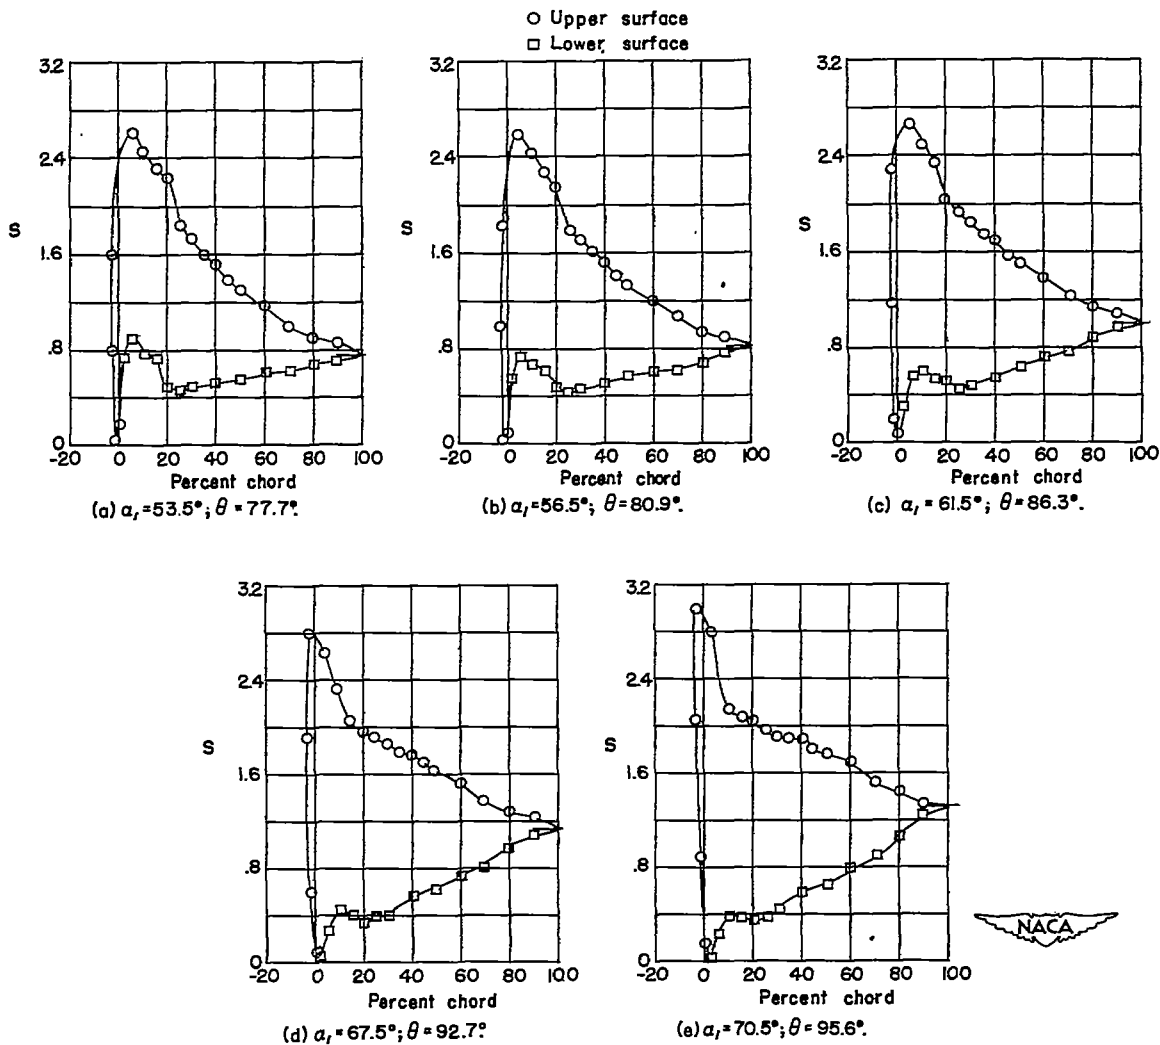 ○ Upper surface
□ Lower surface
3.2
2.4
S
1.6
.8
0
-20 0 20 40 60 80 100
Percent chord
(a) α₁=53.5°; θ=77.7°.
3.2
2.4
S
1.6
.8
0
-20 0 20 40 60 80 100
Percent chord
(b) α₁=56.5°; θ=80.9°.
3.2
2.4
S
1.6
.8
0
-20 0 20 40 60 80 100
Percent chord
(c) α₁=61.5°; θ=86.3°.
3.2
2.4
S
1.6
.8
0
-20 0 20 40 60 80 100
Percent chord
(d) α₁=67.5°; θ=92.7°.
3.2
2.4
S
1.6
.8
0
-20 0 20 40 60 80 100
Percent chord
(e) α₁=70.5°; θ=95.6°.
NACA